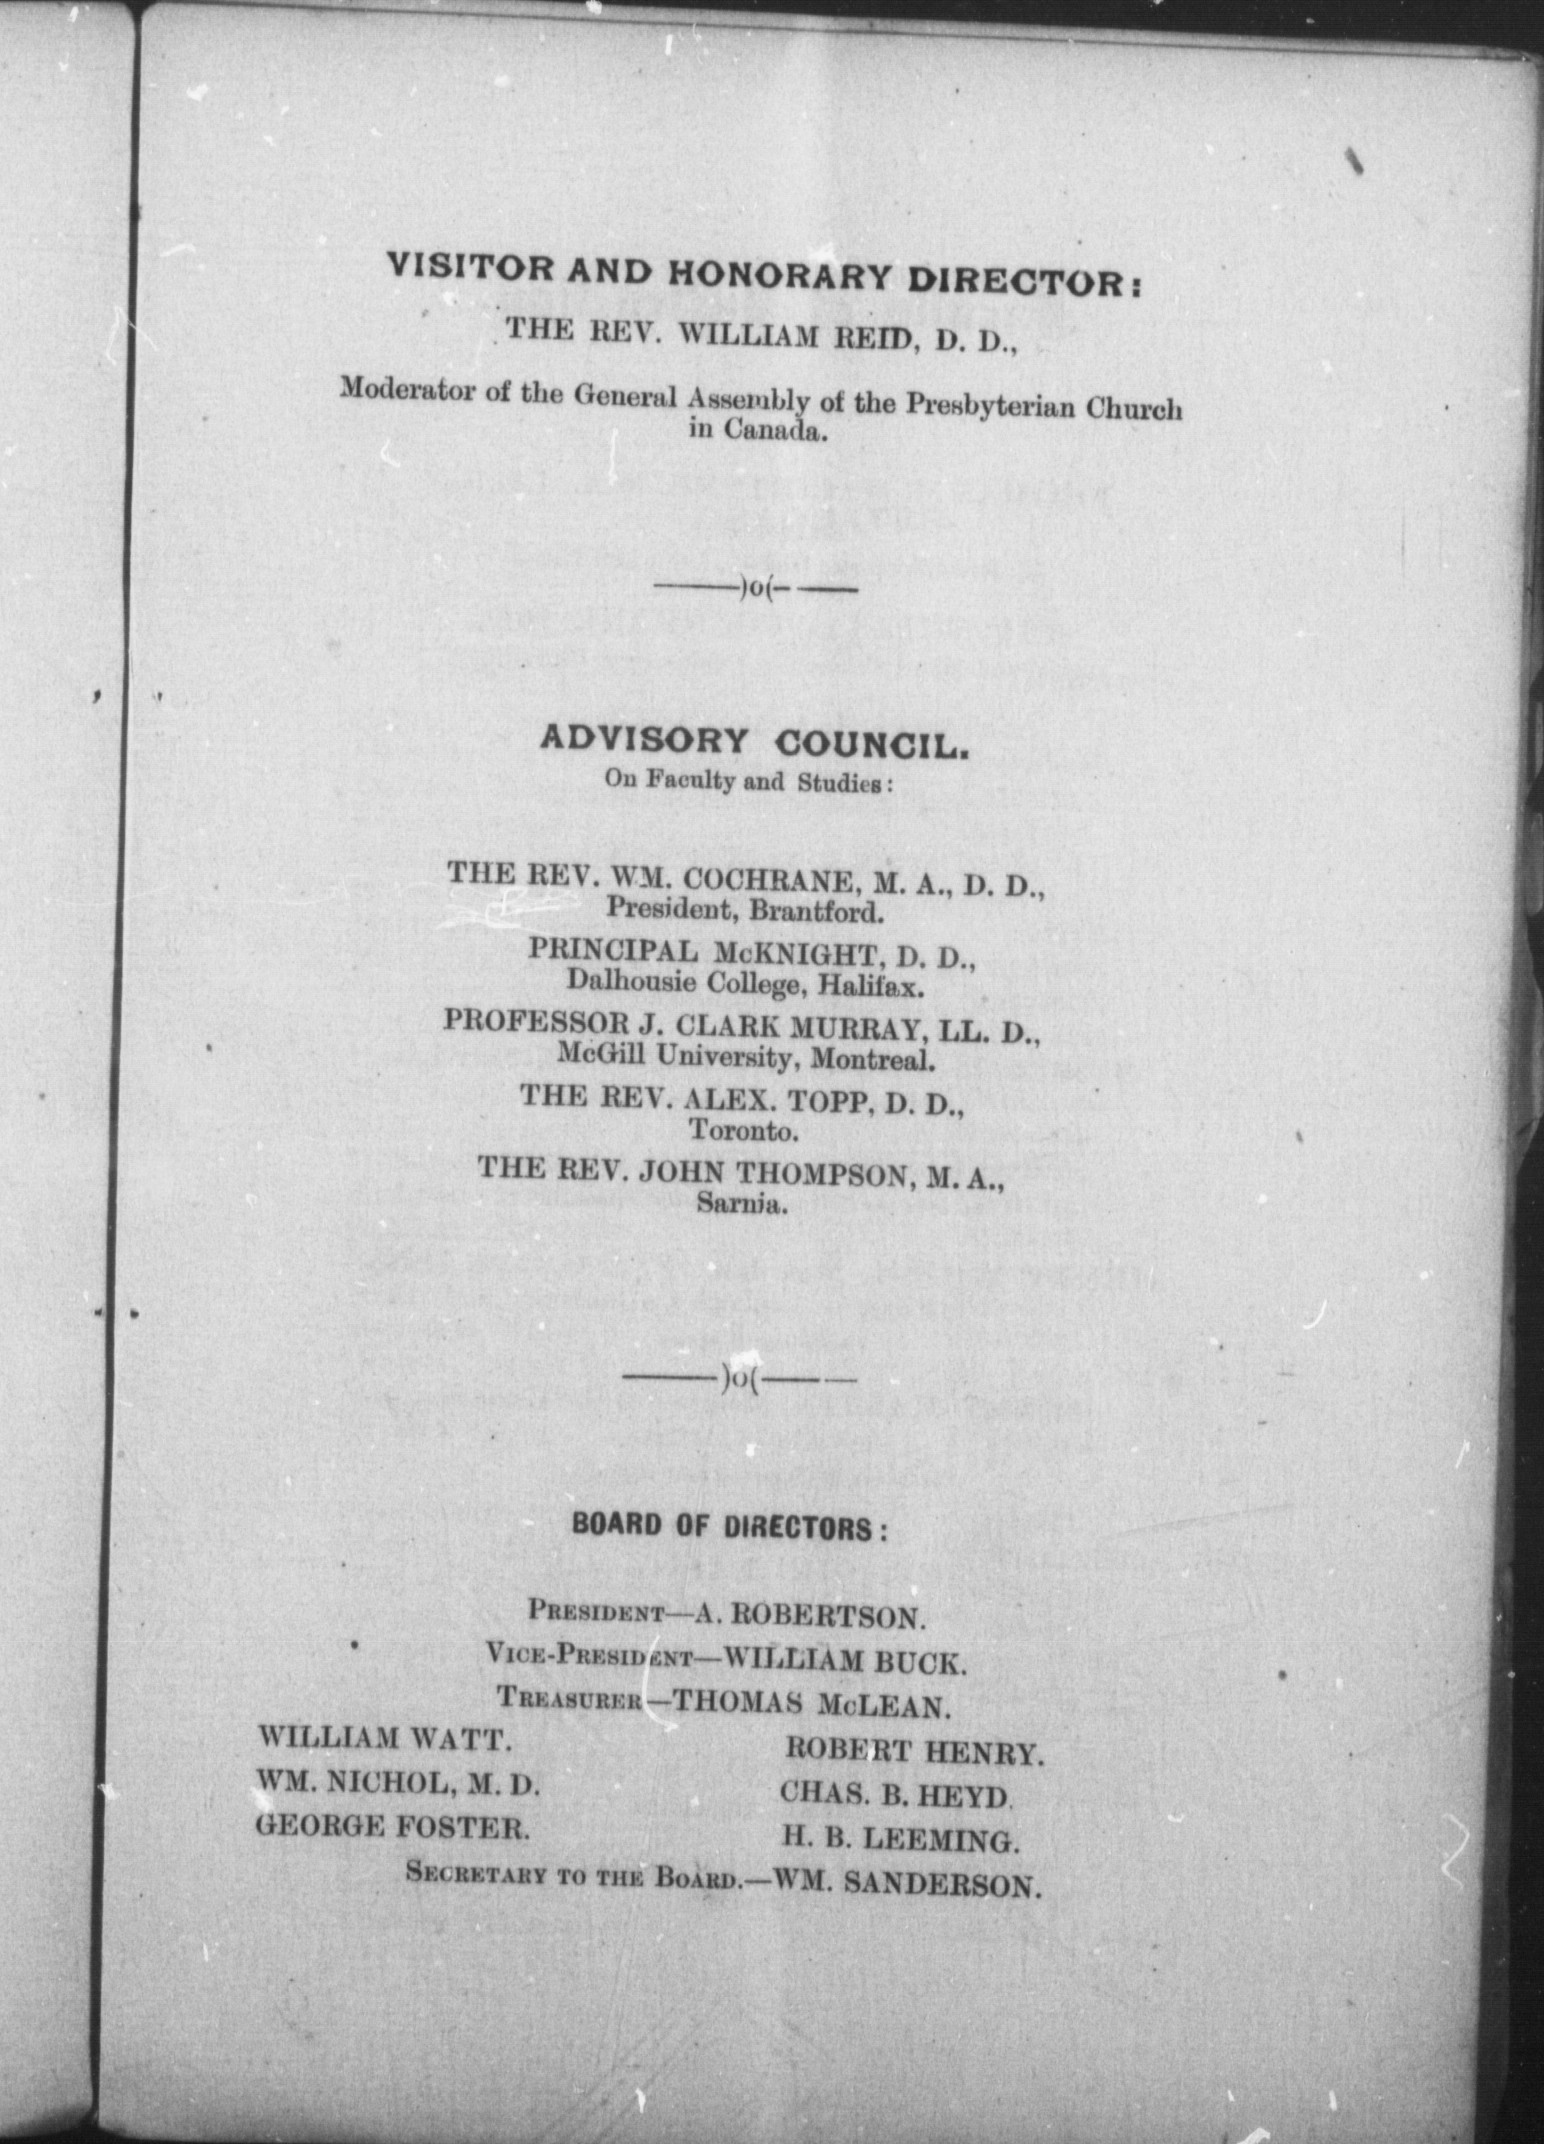 VISITOR AND HONORARY DIRECTOR:
THE REV. WILLIAM REID, D. D.,
Moderator of the General Assembly of the Presbyterian Church
in Canada.
———)o(— ——
ADVISORY COUNCIL.
On Faculty and Studies:
THE REV. WM. COCHRANE, M. A., D. D.,
President, Brantford.
PRINCIPAL McKNIGHT, D. D.,
Dalhousie College, Halifax.
PROFESSOR J. CLARK MURRAY, LL. D.,
McGill University, Montreal.
THE REV. ALEX. TOPP, D. D.,
Toronto.
THE REV. JOHN THOMPSON, M. A.,
Sarnia.
———)o(—— —
BOARD OF DIRECTORS:
PRESIDENT—A. ROBERTSON.
VICE-PRESIDENT—WILLIAM BUCK.
TREASURER—THOMAS McLEAN.
WILLIAM WATT. ROBERT HENRY.
WM. NICHOL, M. D. CHAS. B. HEYD.
GEORGE FOSTER. H. B. LEEMING.
SECRETARY TO THE BOARD.—WM. SANDERSON.